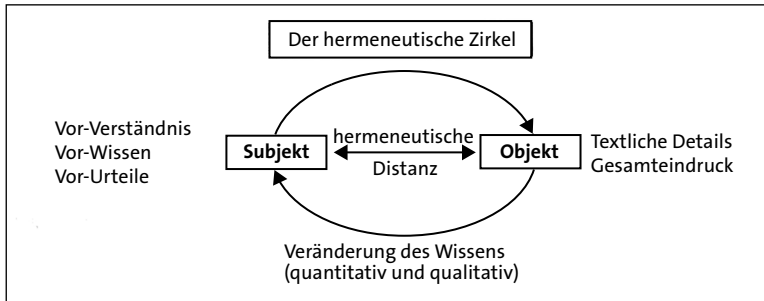 Der hermeneutische Zirkel
Vor-Verständnis
Vor-Wissen
Vor-Urteile
Subjekt
hermeneutische
Distanz
Objekt
Textliche Details
Gesamteindruck
Veränderung des Wissens
(quantitativ und qualitativ)